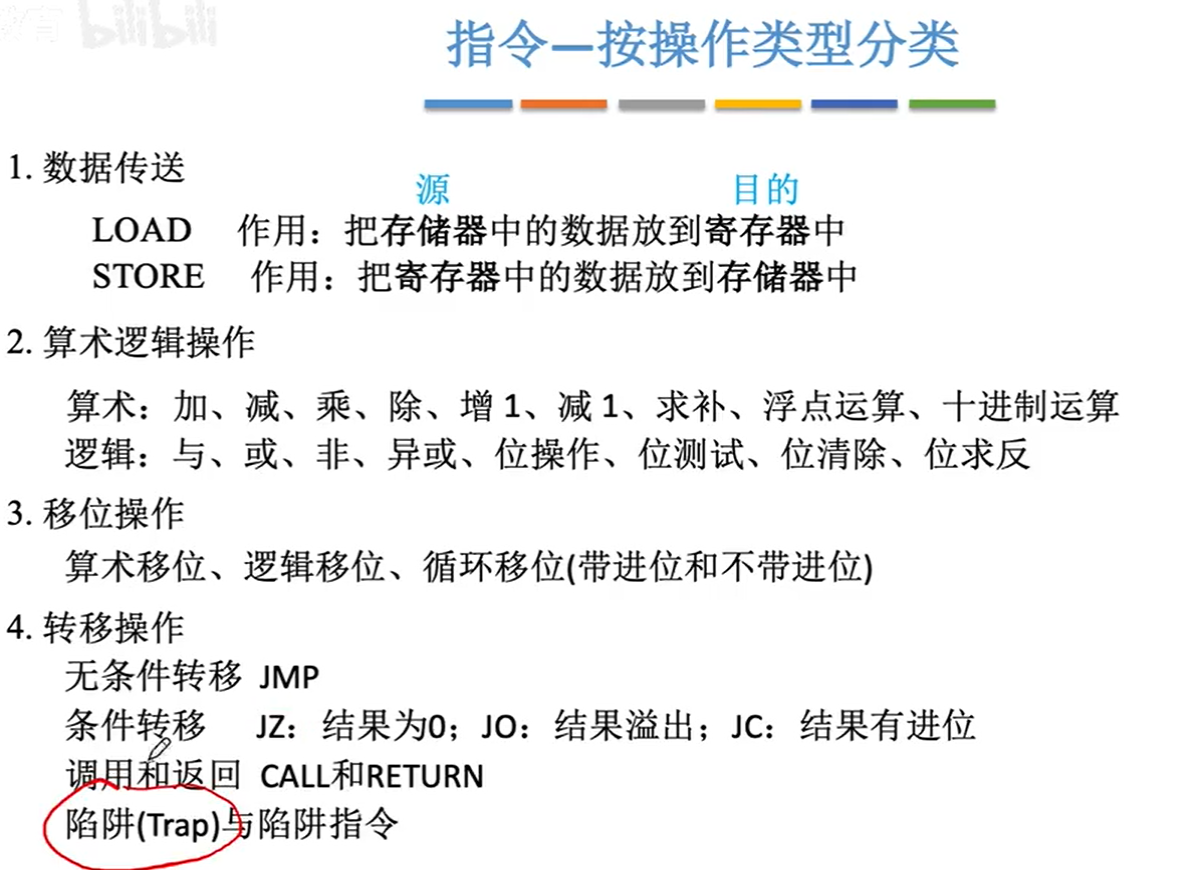 教育 bilibili
指令—按操作类型分类
1. 数据传送
源 目的
LOAD 作用：把存储器中的数据放到寄存器中
STORE 作用：把寄存器中的数据放到存储器中
2. 算术逻辑操作
算术：加、减、乘、除、增 1、减 1、求补、浮点运算、十进制运算
逻辑：与、或、非、异或、位操作、位测试、位清除、位求反
3. 移位操作
算术移位、逻辑移位、循环移位(带进位和不带进位)
4. 转移操作
无条件转移 JMP
条件转移 JZ：结果为0；JO：结果溢出；JC：结果有进位
调用和返回 CALL和RETURN
陷阱(Trap)与陷阱指令